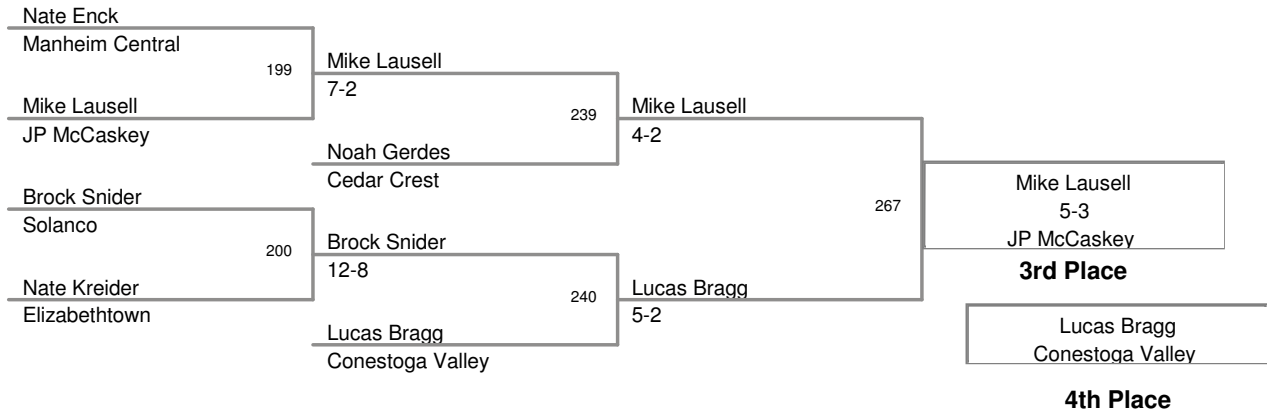 Nate Enck
Manheim Central
199
Mike Lausell
7-2
Mike Lausell
JP McCaskey
239
Mike Lausell
4-2
Noah Gerdes
Cedar Crest
Brock Snider
Solanco
200
Brock Snider
12-8
Nate Kreider
Elizabethtown
240
Lucas Bragg
5-2
Lucas Bragg
Conestoga Valley
267
Mike Lausell
5-3
JP McCaskey
3rd Place
Lucas Bragg
Conestoga Valley
4th Place